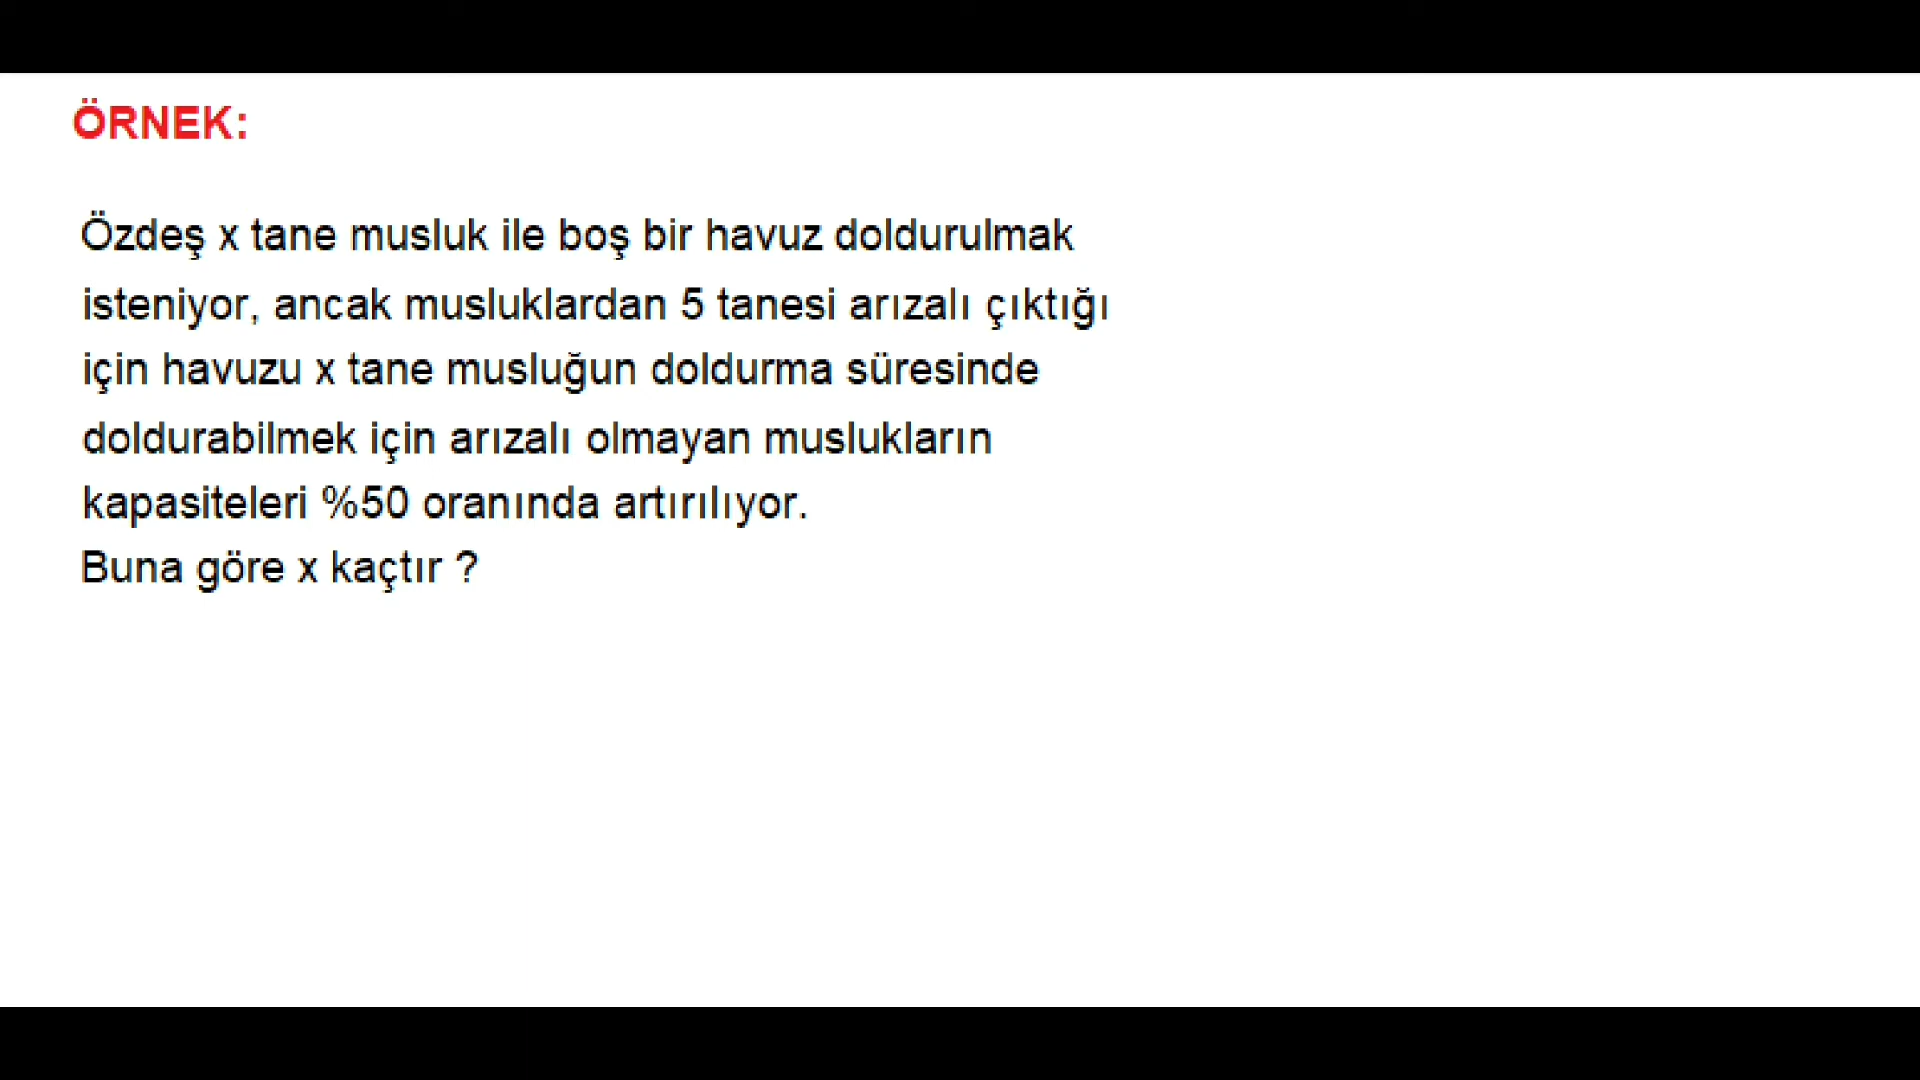 ÖRNEK:
Özdeş x tane musluk ile boş bir havuz doldurulmak
isteniyor, ancak musluklardan 5 tanesi arızalı çıktığı
için havuzu x tane musluğun doldurma süresinde
doldurabilmek için arızalı olmayan muslukların
kapasiteleri %50 oranında artırılıyor.
Buna göre x kaçtır ?